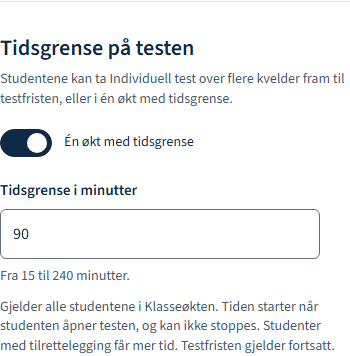 Tidsgrense på testen
Studentene kan ta Individuell test over flere kvelder fram til
testfristen, eller i én økt med tidsgrense.
Én økt med tidsgrense
Tidsgrense i minutter
90
Fra 15 til 240 minutter.
Gjelder alle studentene i Klasseøkten. Tiden starter når
studenten åpner testen, og kan ikke stoppes. Studenter
med tilrettelegging får mer tid. Testfristen gjelder fortsatt.